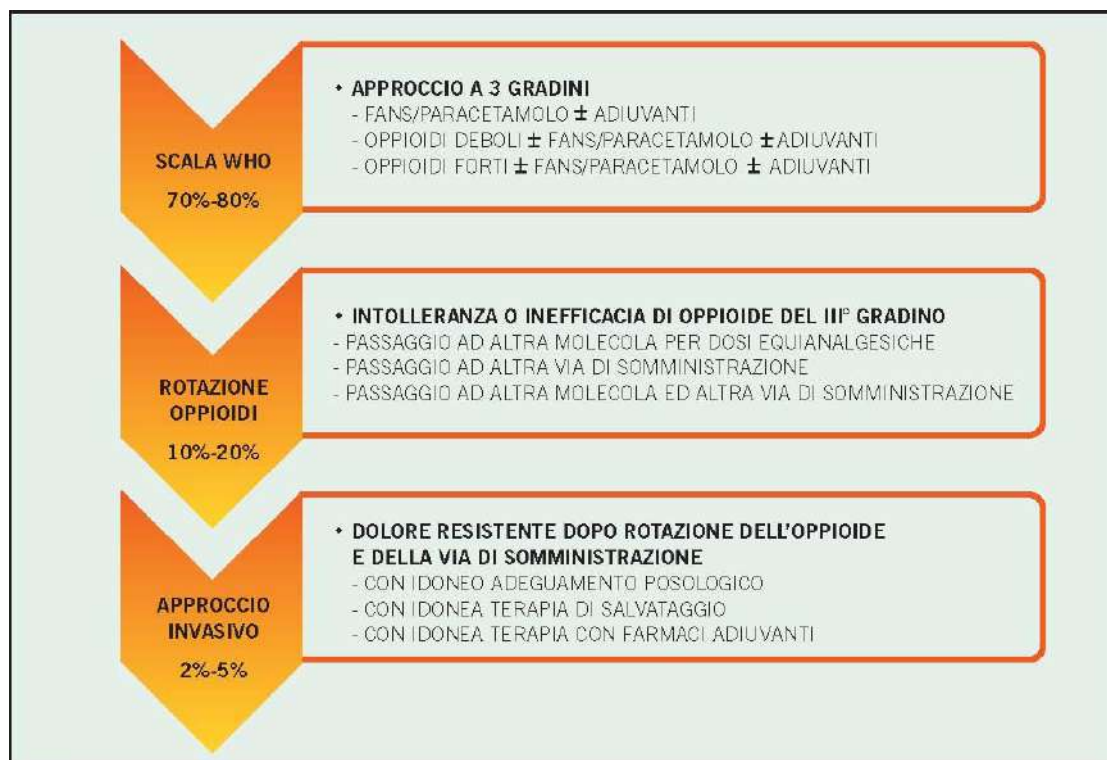 SCALA WHO
70%-80%
• APPROCCIO A 3 GRADINI
- FANS/PARACETAMOLO ± ADIUVANTI
- OPPIOIDI DEBOLI ± FANS/PARACETAMOLO ± ADIUVANTI
- OPPIOIDI FORTI ± FANS/PARACETAMOLO ± ADIUVANTI
ROTAZIONE
OPPIOIDI
10%-20%
• INTOLLERANZA O INEFFICACIA DI OPPIOIDE DEL III° GRADINO
- PASSAGGIO AD ALTRA MOLECOLA PER DOSI EQUIANALGESICHE
- PASSAGGIO AD ALTRA VIA DI SOMMINISTRAZIONE
- PASSAGGIO AD ALTRA MOLECOLA ED ALTRA VIA DI SOMMINISTRAZIONE
APPROCCIO
INVASIVO
2%-5%
• DOLORE RESISTENTE DOPO ROTAZIONE DELL'OPPIOIDE
E DELLA VIA DI SOMMINISTRAZIONE
- CON IDONEO ADEGUAMENTO POSOLOGICO
- CON IDONEA TERAPIA DI SALVATAGGIO
- CON IDONEA TERAPIA CON FARMACI ADIUVANTI